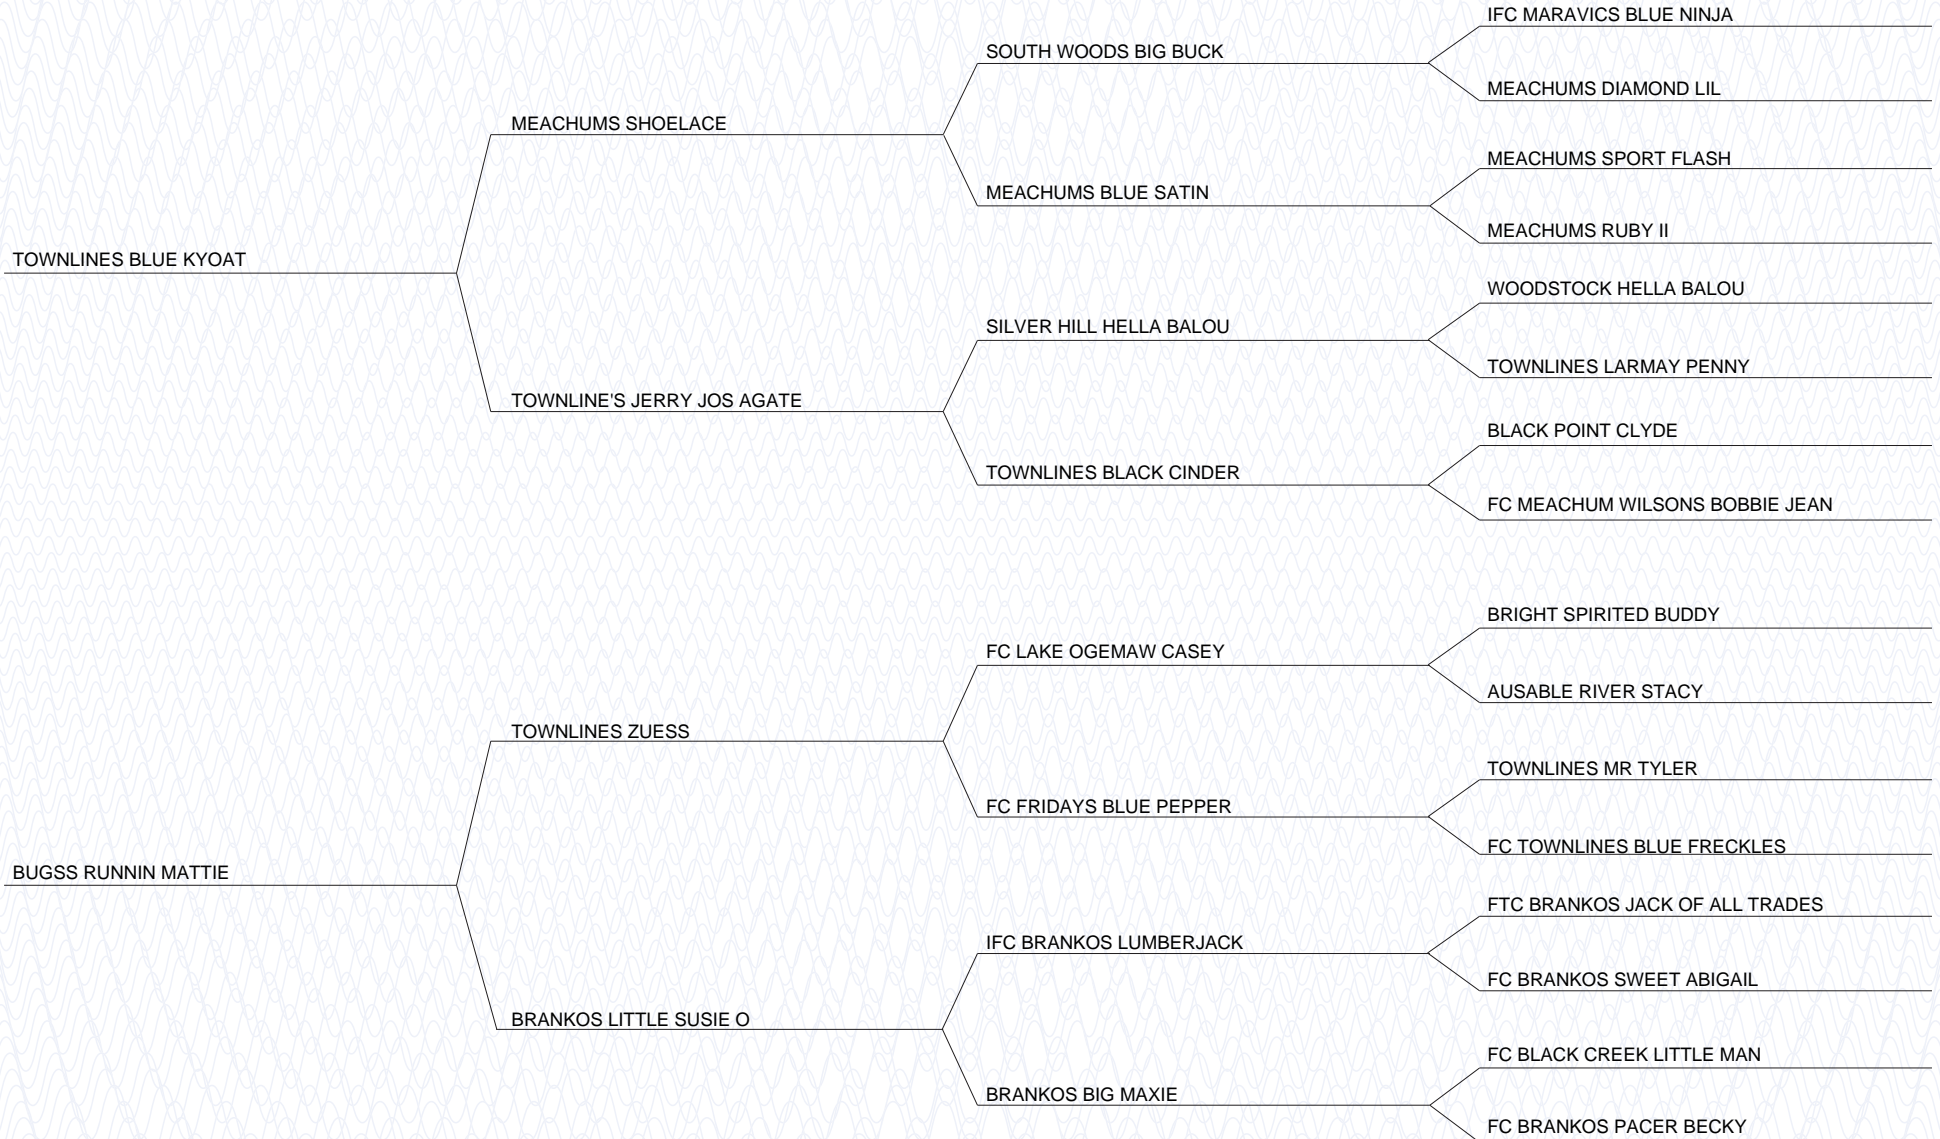 IFC MARAVICS BLUE NINJA
SOUTH WOODS BIG BUCK
MEACHUMS DIAMOND LIL
MEACHUMS SHOELACE
MEACHUMS SPORT FLASH
MEACHUMS BLUE SATIN
MEACHUMS RUBY II
TOWNLINES BLUE KYOAT
WOODSTOCK HELLA BALOU
SILVER HILL HELLA BALOU
TOWNLINES LARMAY PENNY
TOWNLINE'S JERRY JOS AGATE
BLACK POINT CLYDE
TOWNLINES BLACK CINDER
FC MEACHUM WILSONS BOBBIE JEAN
BRIGHT SPIRITED BUDDY
FC LAKE OGEMAW CASEY
AUSABLE RIVER STACY
TOWNLINES ZUESS
TOWNLINES MR TYLER
FC FRIDAYS BLUE PEPPER
FC TOWNLINES BLUE FRECKLES
BUGSS RUNNIN MATTIE
FTC BRANKOS JACK OF ALL TRADES
IFC BRANKOS LUMBERJACK
FC BRANKOS SWEET ABIGAIL
BRANKOS LITTLE SUSIE O
FC BLACK CREEK LITTLE MAN
BRANKOS BIG MAXIE
FC BRANKOS PACER BECKY